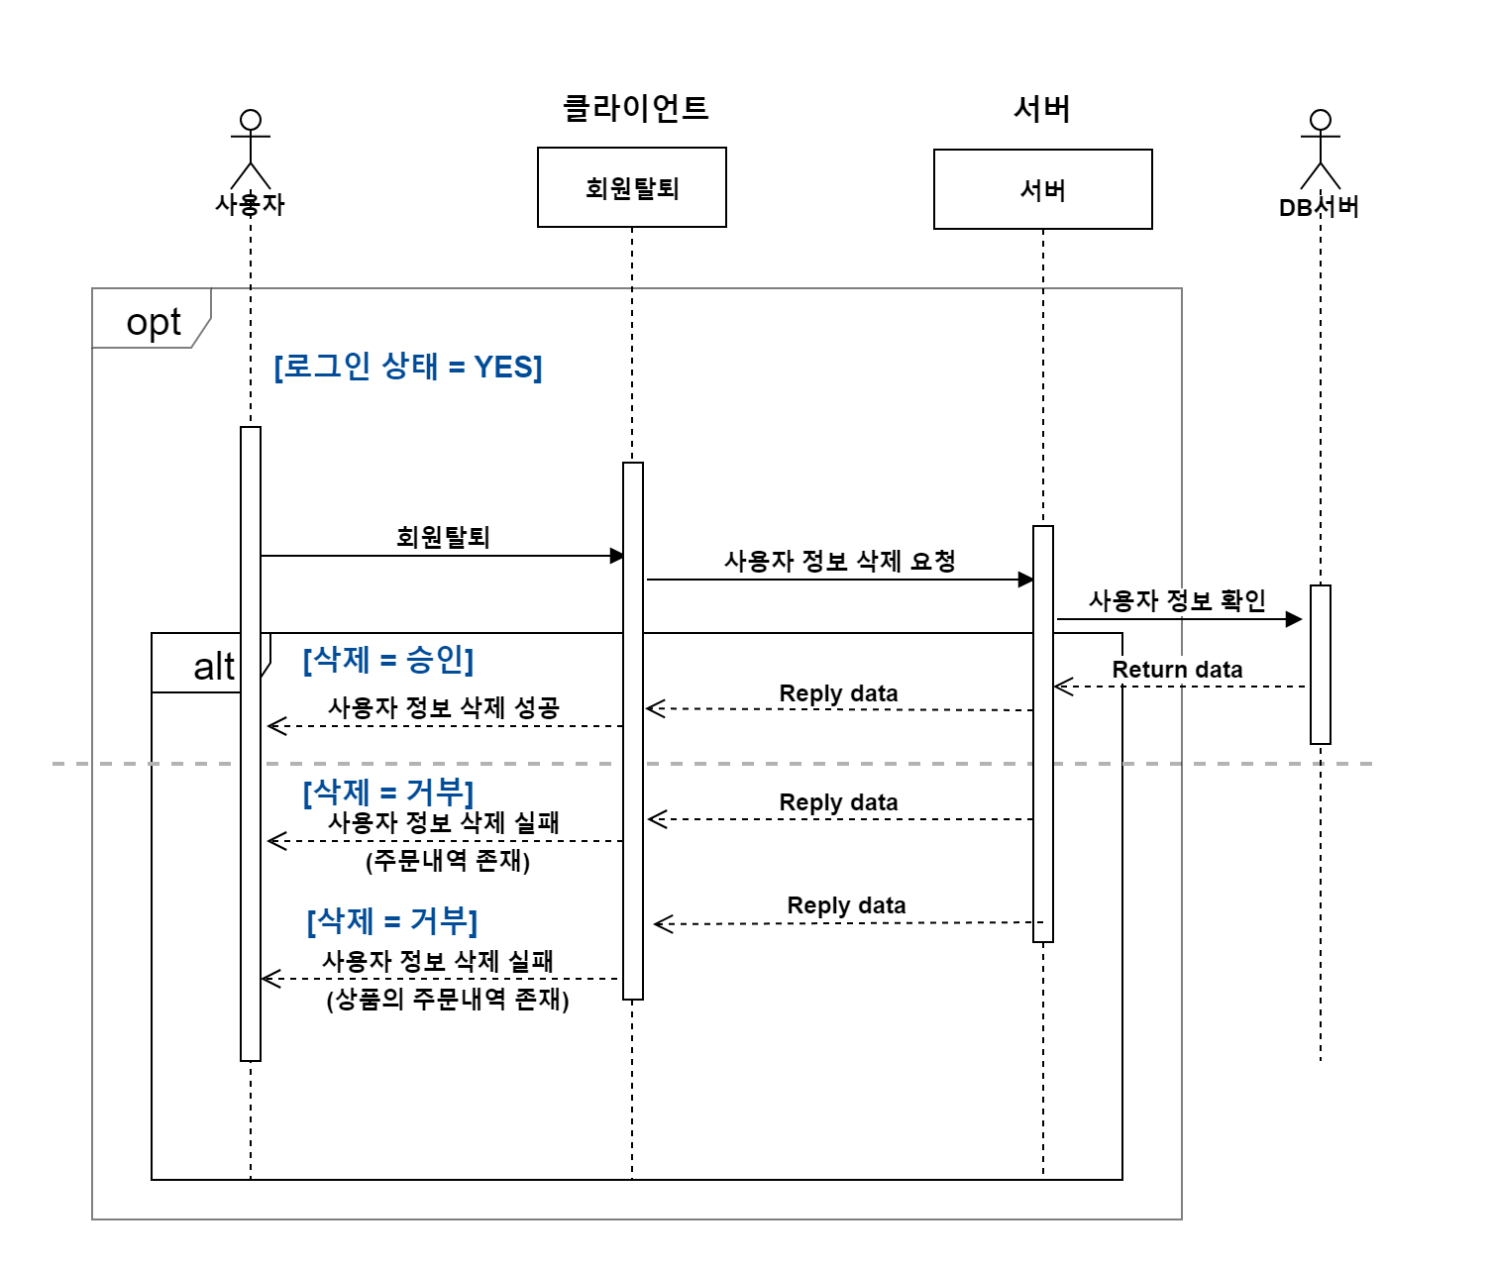 클라이언트
서버
회원탈퇴
서버
사용자
DB서버
opt
[로그인 상태 = YES]
회원탈퇴
사용자 정보 삭제 요청
사용자 정보 확인
alt
[삭제 = 승인]
Return data
Reply data
사용자 정보 삭제 성공
[삭제 = 거부]
Reply data
사용자 정보 삭제 실패
(주문내역 존재)
Reply data
[삭제 = 거부]
사용자 정보 삭제 실패
(상품의 주문내역 존재)